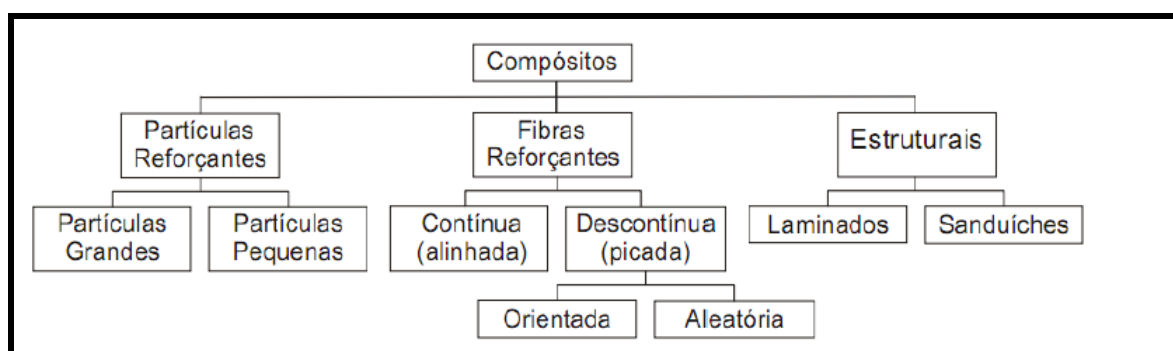 Compósitos
Partículas
Reforçantes
Fibras
Reforçantes
Estruturais
Partículas
Grandes
Partículas
Pequenas
Contínua
(alinhada)
Descontínua
(picada)
Laminados
Sanduíches
Orientada
Aleatória